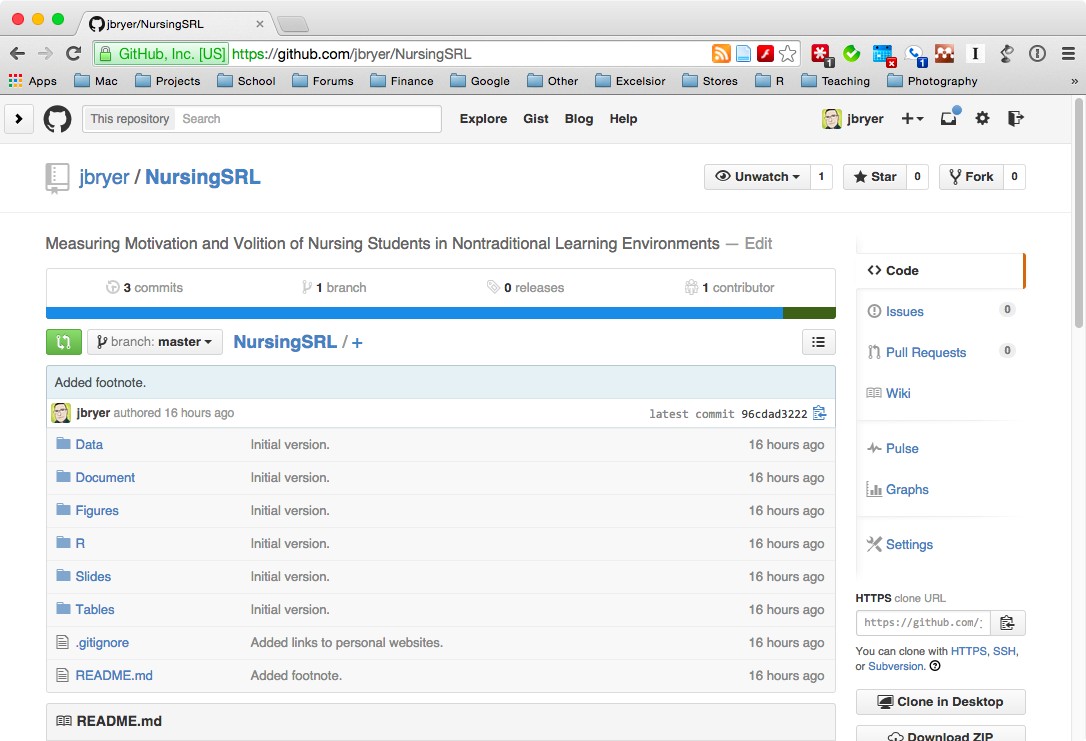 jbryer/NursingSRL
GitHub, Inc. [US] https://github.com/jbryer/NursingSRL
Apps Mac Projects School Forums Finance Google Other Excelsior Stores R Teaching Photography »
This repository Search Explore Gist Blog Help jbryer
jbryer / NursingSRL
Unwatch 1 Star 0 Fork 0
Measuring Motivation and Volition of Nursing Students in Nontraditional Learning Environments — Edit
3 commits 1 branch 0 releases 1 contributor
branch: master NursingSRL / +
Added footnote.
jbryer authored 16 hours ago latest commit 96cdad3222
Data Initial version. 16 hours ago
Document Initial version. 16 hours ago
Figures Initial version. 16 hours ago
R Initial version. 16 hours ago
Slides Initial version. 16 hours ago
Tables Initial version. 16 hours ago
.gitignore Added links to personal websites. 16 hours ago
README.md Added footnote. 16 hours ago
README.md
Code
Issues 0
Pull Requests 0
Wiki
Pulse
Graphs
Settings
HTTPS clone URL
https://github.com/
You can clone with HTTPS, SSH,
or Subversion.
Clone in Desktop
Download ZIP